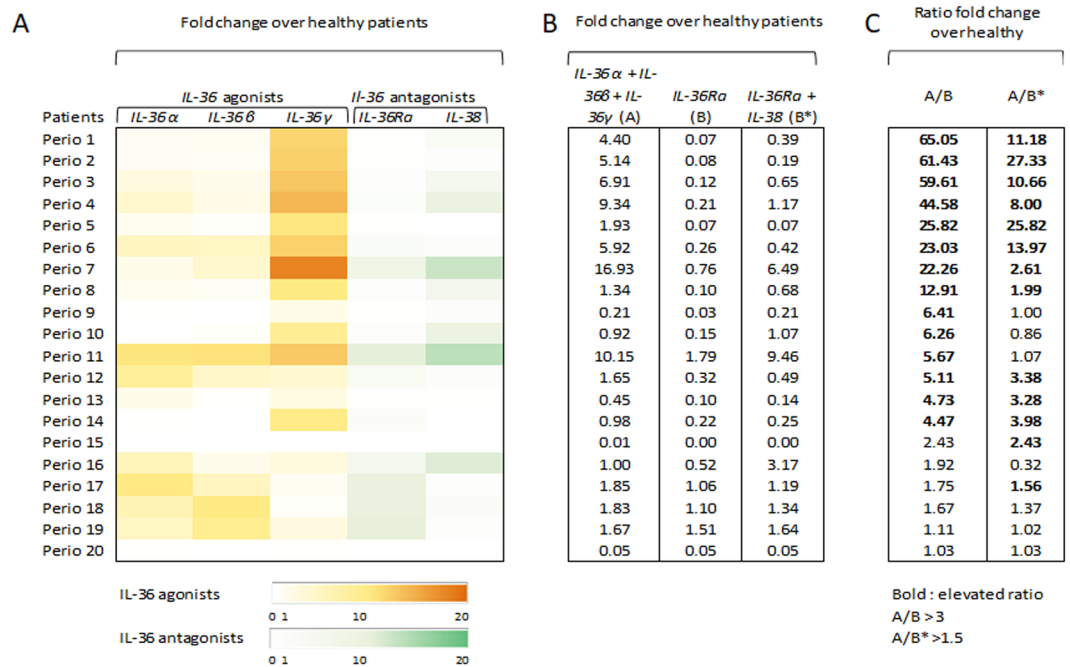 A
Fold change over healthy patients
IL-36 agonists
Il-36 antagonists
Patients
IL-36α
IL-36β
IL-36γ
IL-36Ra
IL-38
Perio 1
Perio 2
Perio 3
Perio 4
Perio 5
Perio 6
Perio 7
Perio 8
Perio 9
Perio 10
Perio 11
Perio 12
Perio 13
Perio 14
Perio 15
Perio 16
Perio 17
Perio 18
Perio 19
Perio 20
IL-36 agonists
0 1 10 20
IL-36 antagonists
0 1 10 20
B
Fold change over healthy patients
IL-36α + IL-
36β + IL-
36γ (A)
IL-36Ra
(B)
IL-36Ra +
IL-38 (B*)
4.40 0.07 0.39
5.14 0.08 0.19
6.91 0.12 0.65
9.34 0.21 1.17
1.93 0.07 0.07
5.92 0.26 0.42
16.93 0.76 6.49
1.34 0.10 0.68
0.21 0.03 0.21
0.92 0.15 1.07
10.15 1.79 9.46
1.65 0.32 0.49
0.45 0.10 0.14
0.98 0.22 0.25
0.01 0.00 0.00
1.00 0.52 3.17
1.85 1.06 1.19
1.83 1.10 1.34
1.67 1.51 1.64
0.05 0.05 0.05
C
Ratio fold change
over healthy
A/B A/B*
65.05 11.18
61.43 27.33
59.61 10.66
44.58 8.00
25.82 25.82
23.03 13.97
22.26 2.61
12.91 1.99
6.41 1.00
6.26 0.86
5.67 1.07
5.11 3.38
4.73 3.28
4.47 3.98
2.43 2.43
1.92 0.32
1.75 1.56
1.67 1.37
1.11 1.02
1.03 1.03
Bold : elevated ratio
A/B >3
A/B* >1.5